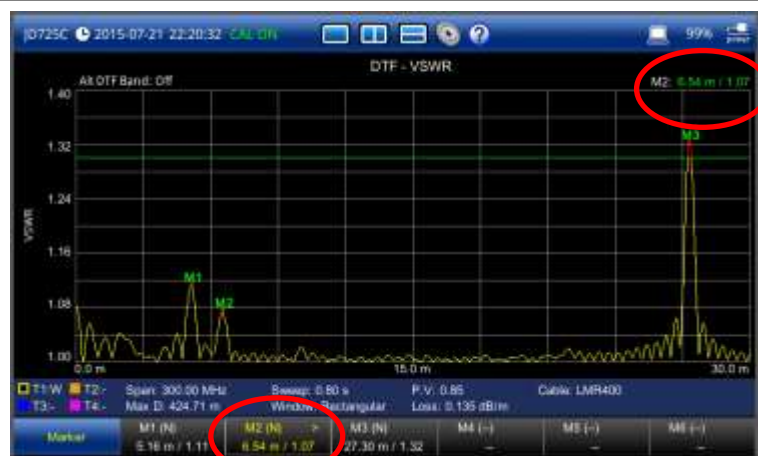 JD725C 2015-07-21 22:20:32 CAL ON ? 99%
DTF - VSWR
Alt DTF Band: Off M2: 6.54 m / 1.07
1.40
M3
1.32
1.24
VSWR
1.16
M1
M2
1.08
1.00
0.0 m 15.0 m 30.0 m
T1:W T2:- Span: 300.00 MHz Sweep: 0.80 s P.V: 0.85 Cable: LMR400
T3:- T4:- Max D: 424.71 m Window: Rectangular Loss: 0.135 dB/m
Marker M1 (N) M2 (N) > M3 (N) M4 (--) M5 (--) M6 (--)
5.16 m / 1.11 6.54 m / 1.07 27.30 m / 1.32 -- -- --